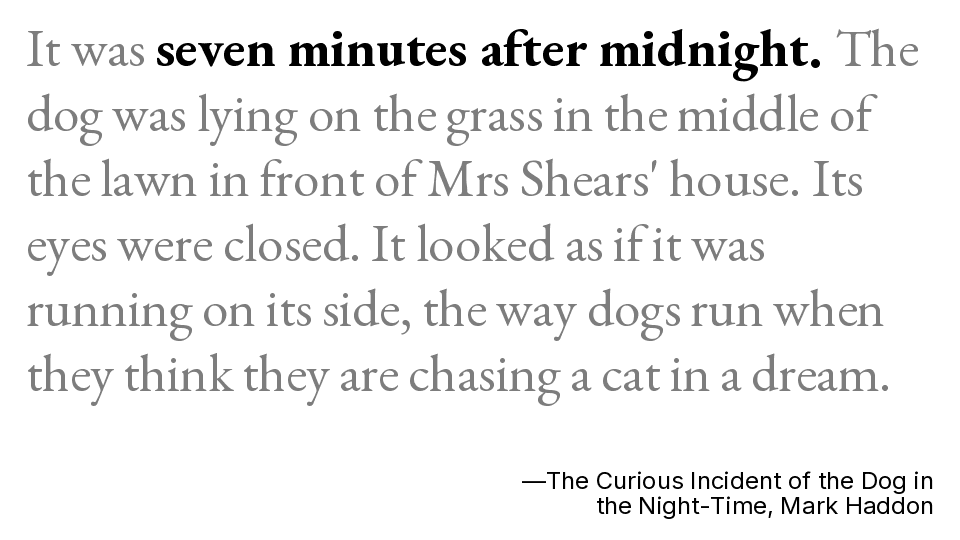 It was seven minutes after midnight. The
dog was lying on the grass in the middle of
the lawn in front of Mrs Shears' house. Its
eyes were closed. It looked as if it was
running on its side, the way dogs run when
they think they are chasing a cat in a dream.
—The Curious Incident of the Dog in
the Night-Time, Mark Haddon